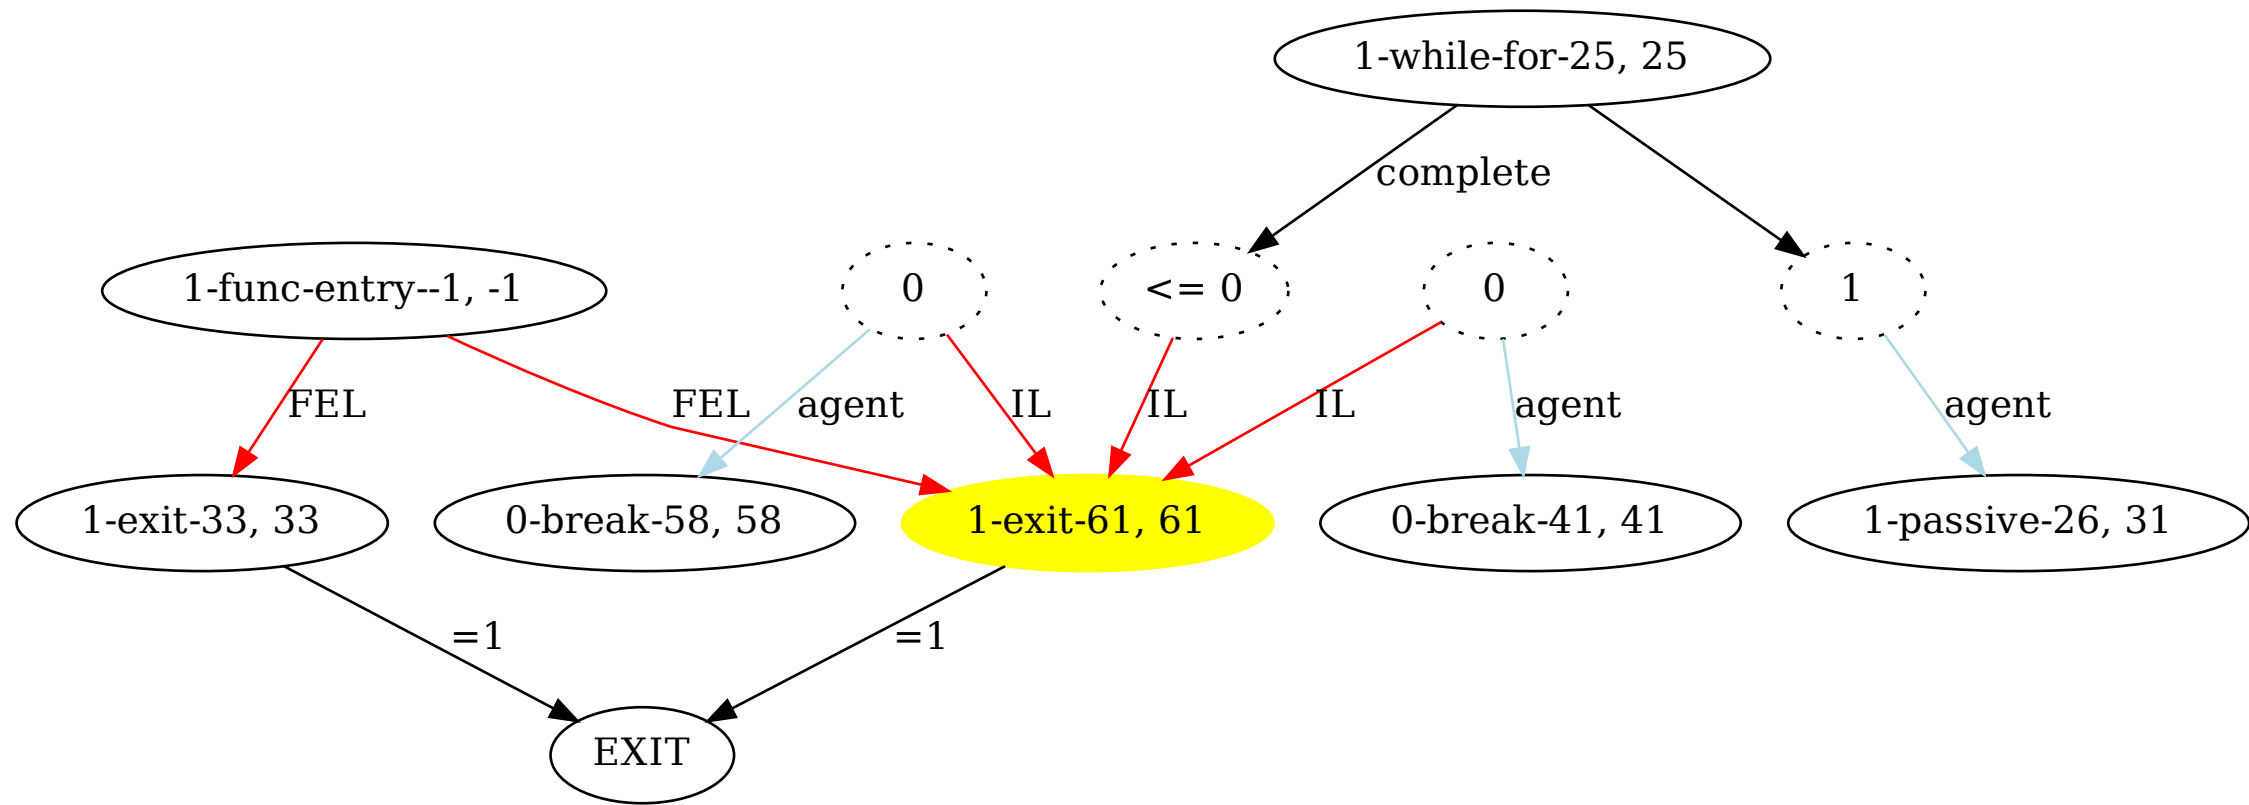 1-while-for-25, 25
complete
1-func-entry--1, -1
0
<= 0
0
1
FEL
FEL
agent
IL
IL
IL
agent
agent
1-exit-33, 33
0-break-58, 58
1-exit-61, 61
0-break-41, 41
1-passive-26, 31
=1
=1
EXIT